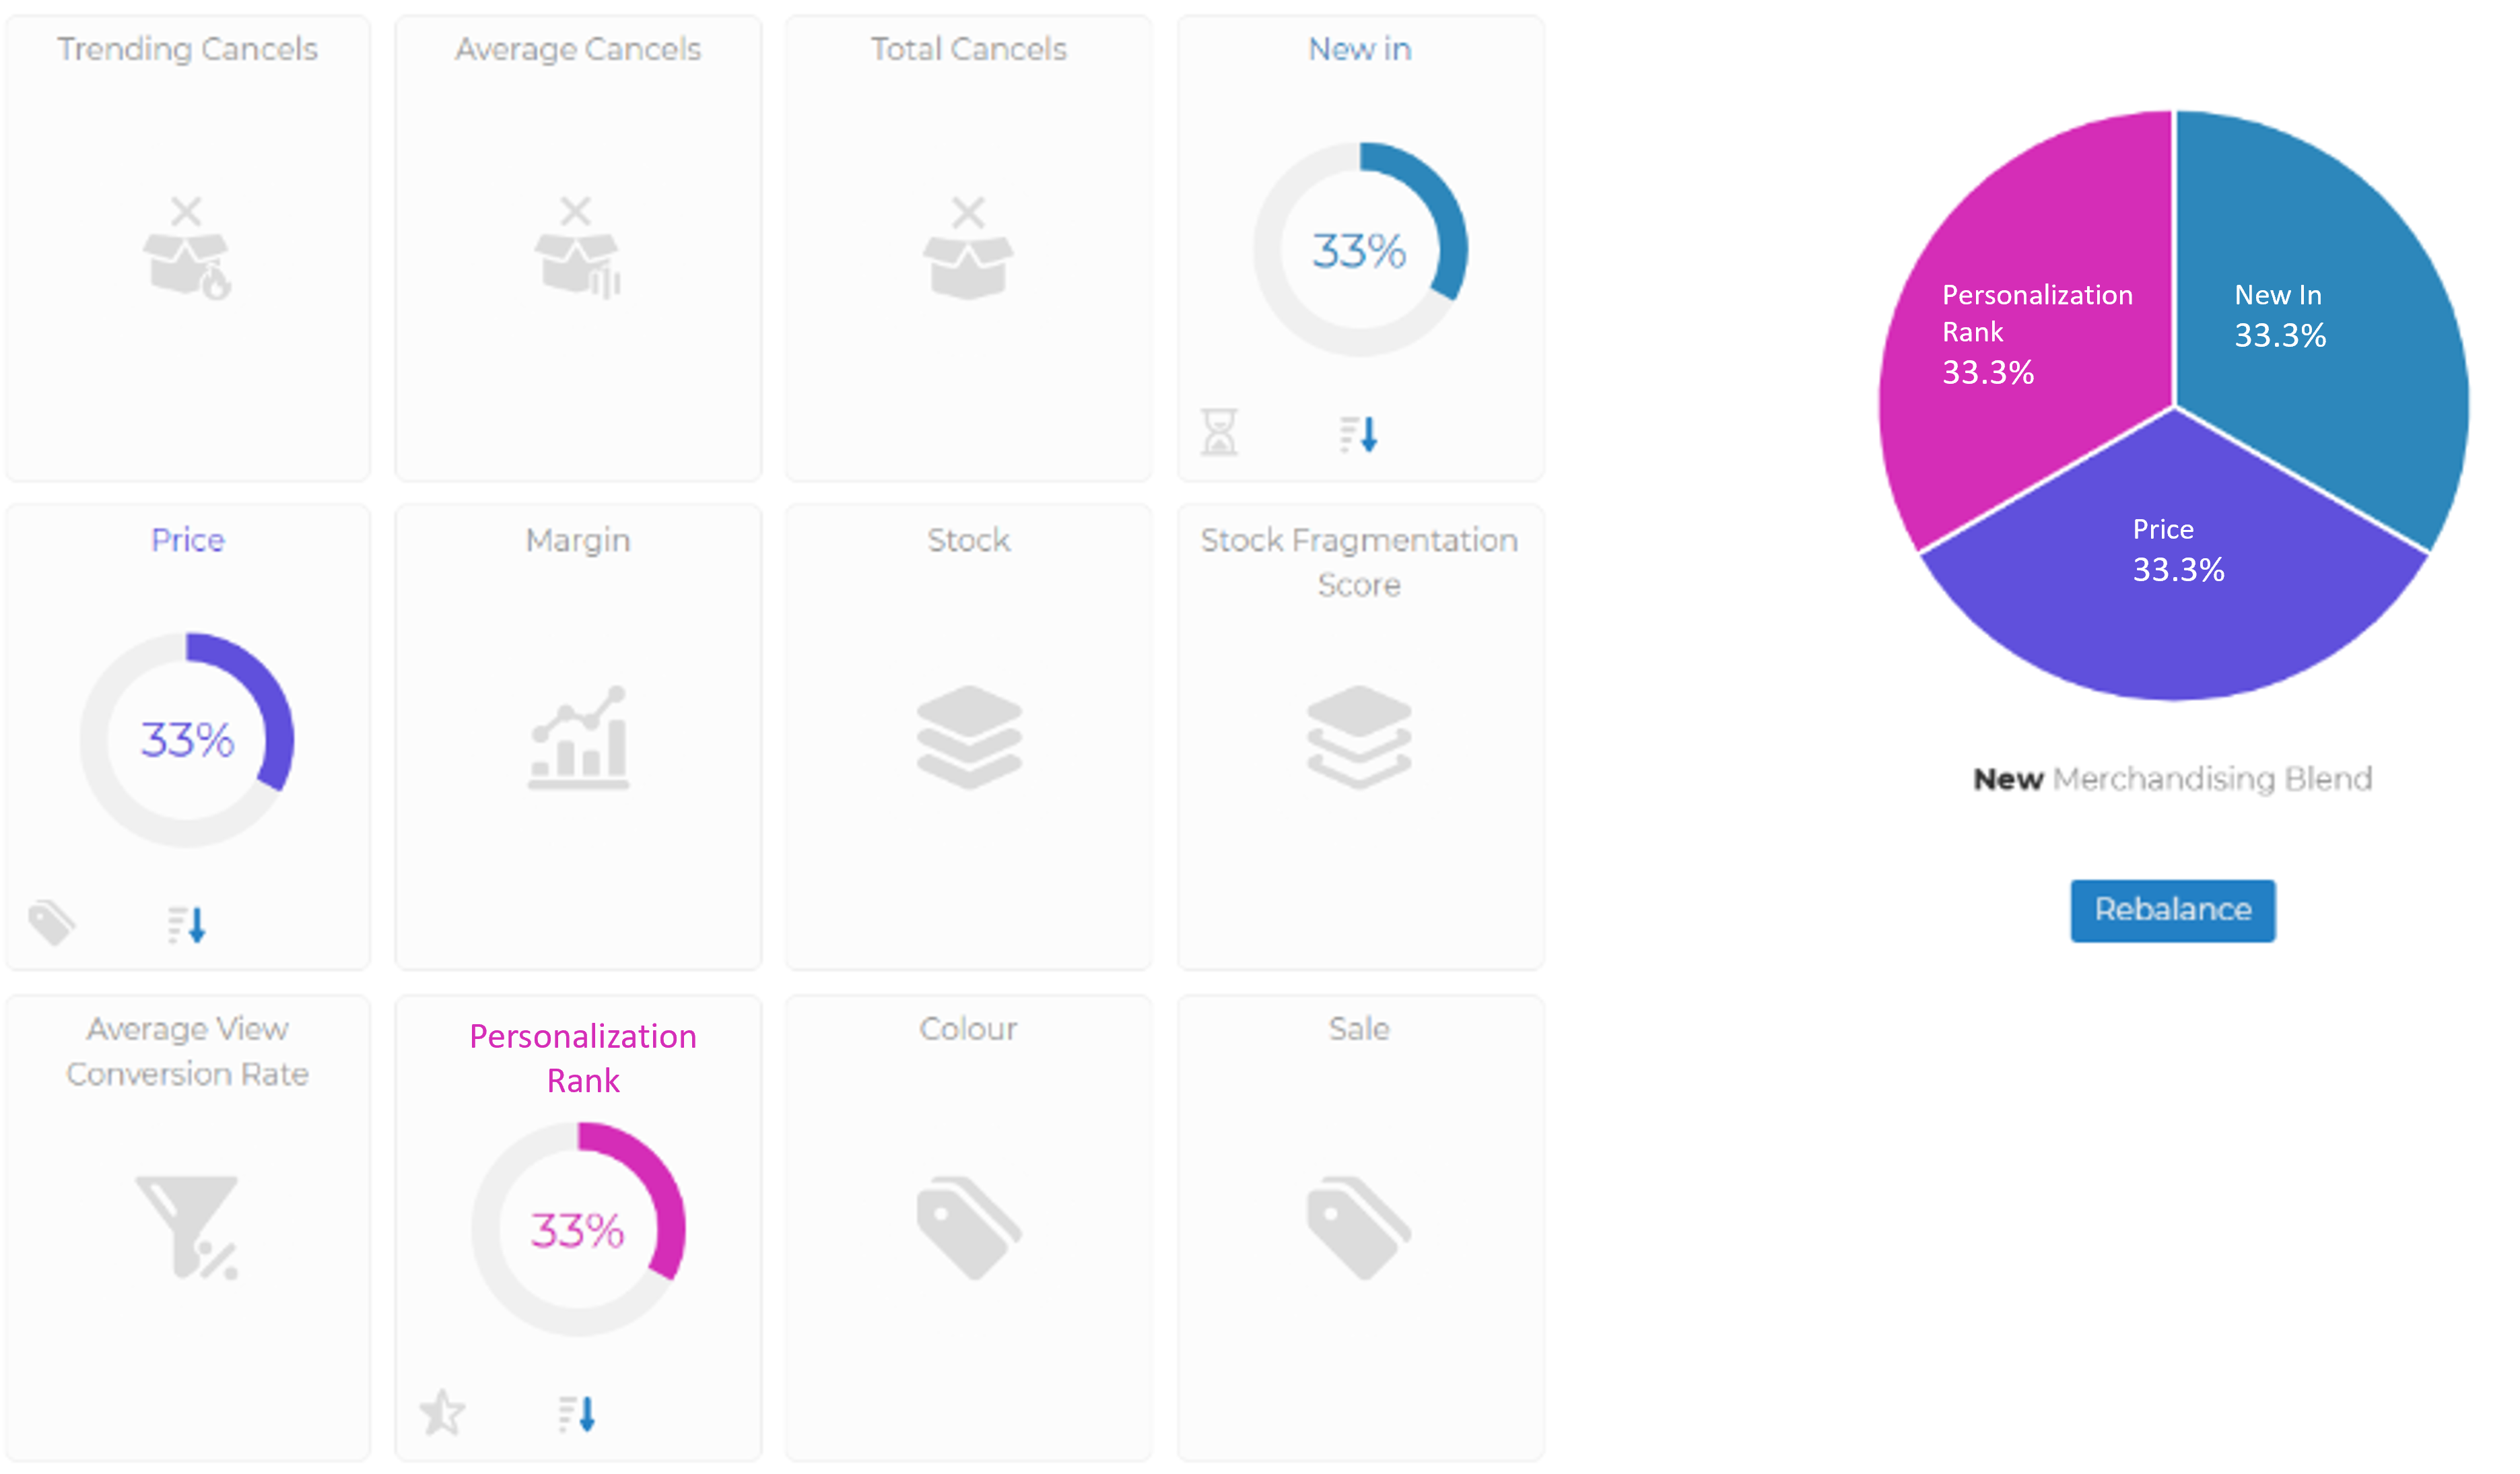 Trending Cancels
Average Cancels
Total Cancels
New in
33%
Price
33%
Margin
Stock
Stock Fragmentation
Score
Average View
Conversion Rate
Personalization
Rank
33%
Colour
Sale
Personalization
Rank
33.3%
New In
33.3%
Price
33.3%
New Merchandising Blend
Rebalance